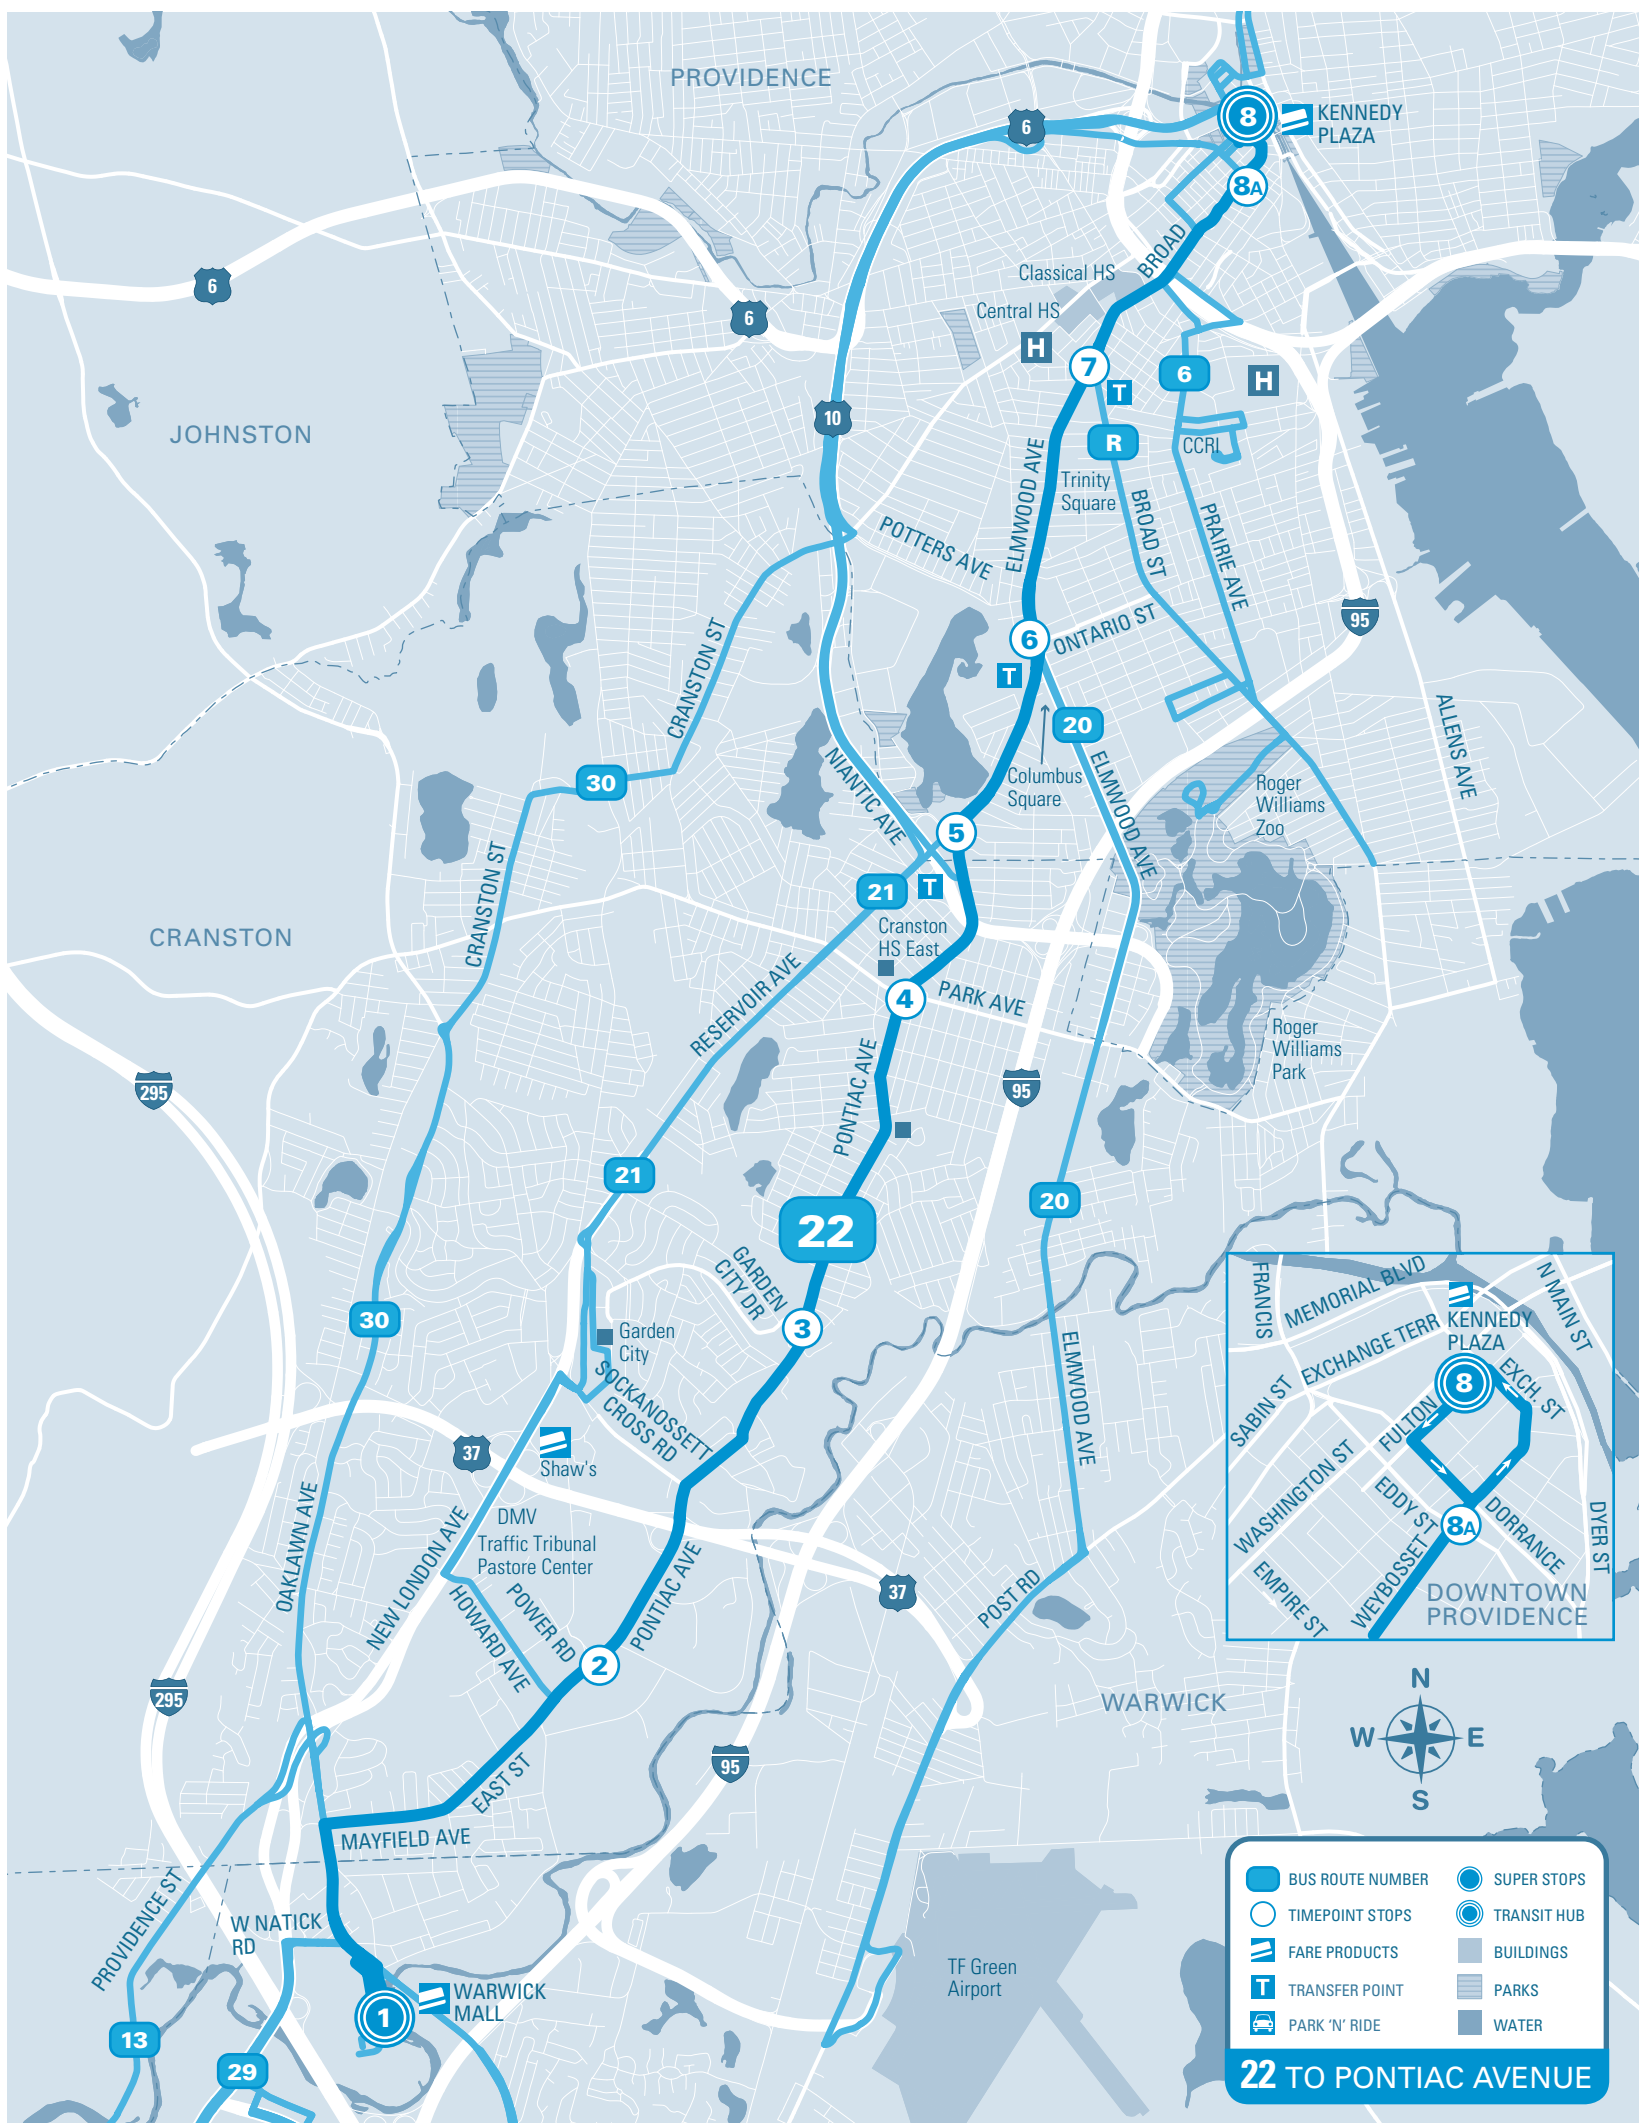 PROVIDENCE
6
8
KENNEDY
PLAZA
8A
BROAD
Classical HS
Central HS
H
7
T
6
H
6
6
10
JOHNSTON
R
CCRI
ELMWOOD AVE
Trinity
Square
BROAD ST
PRAIRIE AVE
POTTERS AVE
6
ONTARIO ST
T
95
CRANSTON ST
20
ALLENS AVE
NIANTIC AVE
Columbus
Square
ELMWOOD AVE
Roger
Williams
Zoo
30
5
21
T
CRANSTON ST
CRANSTON
Cranston
HS East
RESERVOIR AVE
4
PARK AVE
Roger
Williams
Park
PONTIAC AVE
295
95
21
20
22
GARDEN
CITY DR
3
30
Garden
City
SOCKANOSSETT
CROSS RD
ELMWOOD AVE
37
Shaw's
DMV
Traffic Tribunal
Pastore Center
OAKLAWN AVE
NEW LONDON AVE
HOWARD AVE
POWER RD
PONTIAC AVE
2
37
POST RD
295
95
WARWICK
EAST ST
MAYFIELD AVE
PROVIDENCE ST
W NATICK
RD
WARWICK
MALL
1
13
29
TF Green
Airport
FRANCIS
MEMORIAL BLVD
N MAIN ST
KENNEDY
PLAZA
EXCHANGE TERR
8
EXCH. ST
SABIN ST
FULTON
WASHINGTON ST
EDDY ST
8A
DORRANCE
DYER ST
EMPIRE ST
WEYBOSSET
DOWNTOWN
PROVIDENCE
N
W
E
S
BUS ROUTE NUMBER
SUPER STOPS
TIMEPOINT STOPS
TRANSIT HUB
FARE PRODUCTS
BUILDINGS
T
TRANSFER POINT
PARKS
PARK 'N' RIDE
WATER
22 TO PONTIAC AVENUE